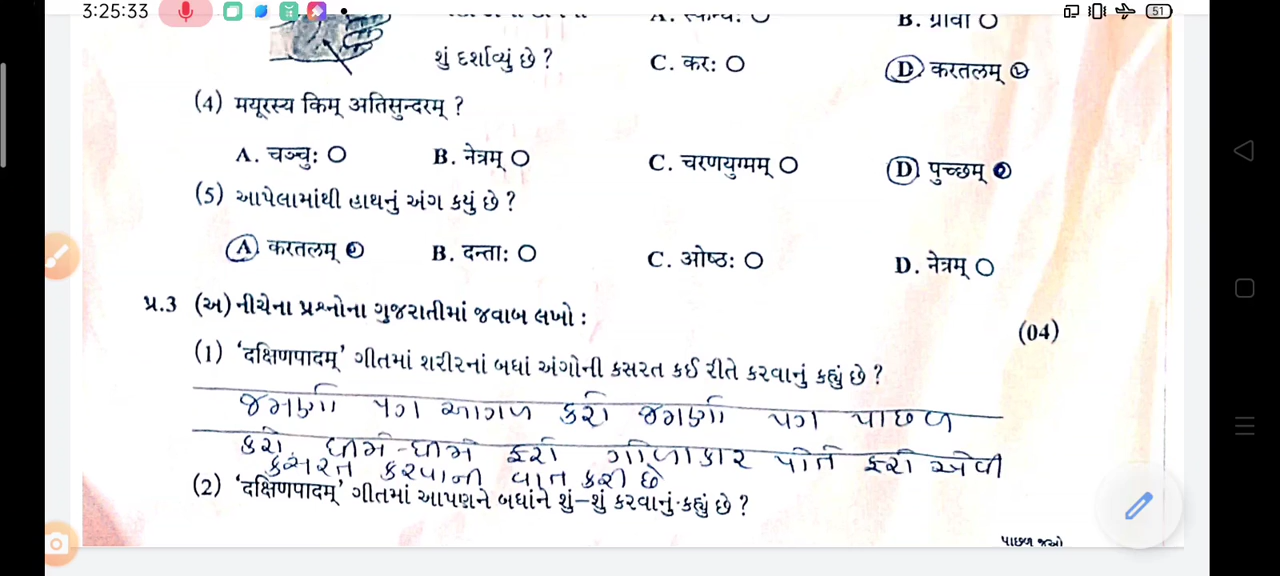 3:25:33
51
B. ग्रीवा
શું દર્શાવ્યું છે ? C. करः D. करतलम्
(4) मयूरस्य किम् अतिसुन्दरम् ?
A. चञ्चुः B. नेत्रम् C. चरणयुग्मम् D. पुच्छम्
(5) આપેલામાંથી હાથનું અંગ કયું છે ?
A. करतलम् B. दन्ताः C. ओष्ठः D. नेत्रम्
પ્ર.3 (અ) નીચેના પ્રશ્નોના ગુજરાતીમાં જવાબ લખો : (04)
(1) 'दक्षिणपादम्' ગીતમાં શરીરનાં બધાં અંગોની કસરત કઈ રીતે કરવાનું કહ્યું છે ?
જમણો પગ આગળ કરો જમણો પગ પાછળ
કરો. ધીમે-ધીમે ફરો ગોળાકાર પોતે ફરો એવી
કસરત કરવાની વાત કરી છે
(2) 'दक्षिणपादम्' ગીતમાં આપણને બધાંને શું-શું કરવાનું કહ્યું છે ?
પાછળ જુઓ